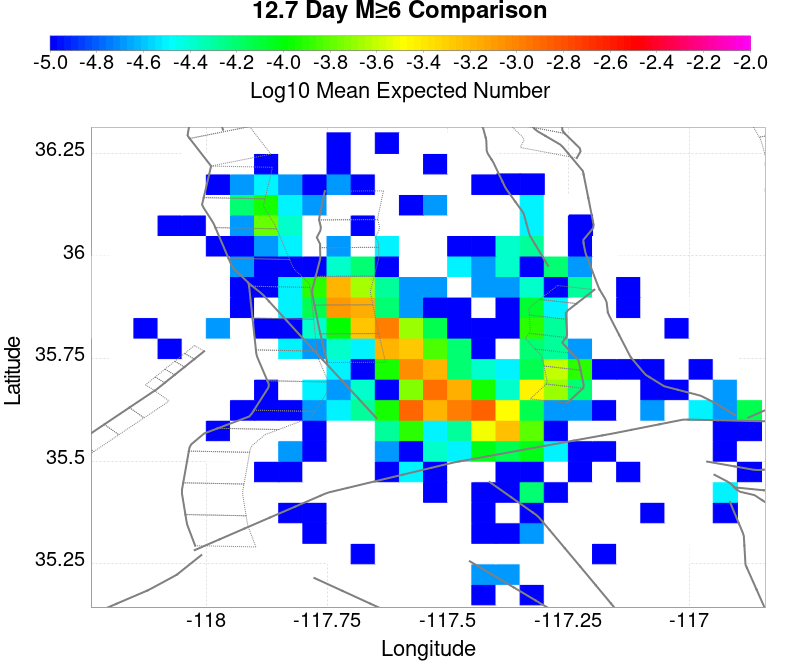 12.7 Day M≥6 Comparison
-5.0 -4.8 -4.6 -4.4 -4.2 -4.0 -3.8 -3.6 -3.4 -3.2 -3.0 -2.8 -2.6 -2.4 -2.2 -2.0
Log10 Mean Expected Number
36.25
36
35.75
35.5
35.25
Latitude
-118 -117.75 -117.5 -117.25 -117
Longitude